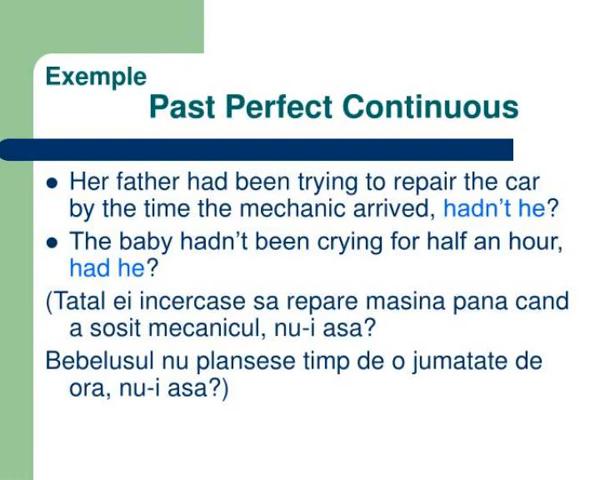 Exemple
Past Perfect Continuous
● Her father had been trying to repair the car
by the time the mechanic arrived, hadn't he?
● The baby hadn't been crying for half an hour,
had he?
(Tatal ei incercase sa repare masina pana cand
a sosit mecanicul, nu-i asa?
Bebelusul nu plansese timp de o jumatate de
ora, nu-i asa?)